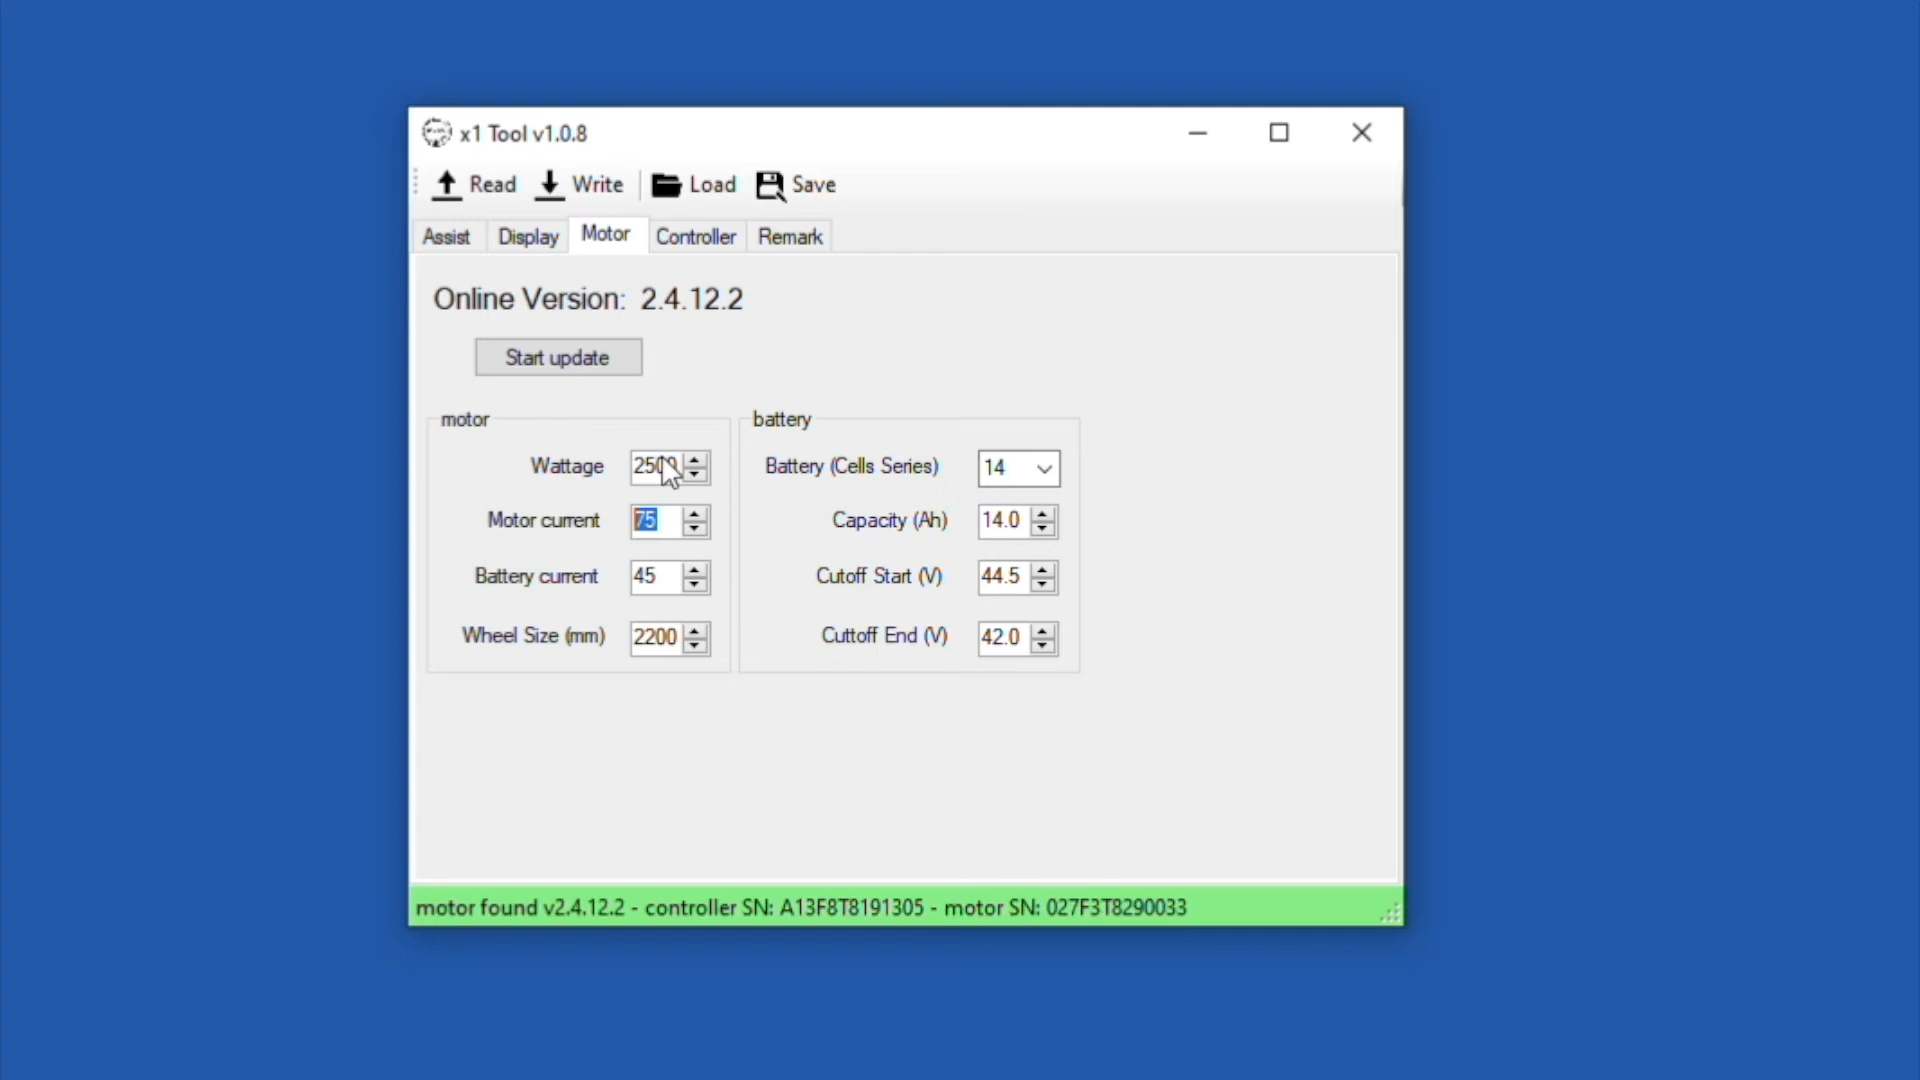 x1 Tool v1.0.8
Read Write Load Save
Assist Display Motor Controller Remark
Online Version: 2.4.12.2
Start update
motor
Wattage 2500
Motor current 75
Battery current 45
Wheel Size (mm) 2200
battery
Battery (Cells Series) 14
Capacity (Ah) 14.0
Cutoff Start (V) 44.5
Cuttoff End (V) 42.0
motor found v2.4.12.2 - controller SN: A13F8T8191305 - motor SN: 027F3T8290033